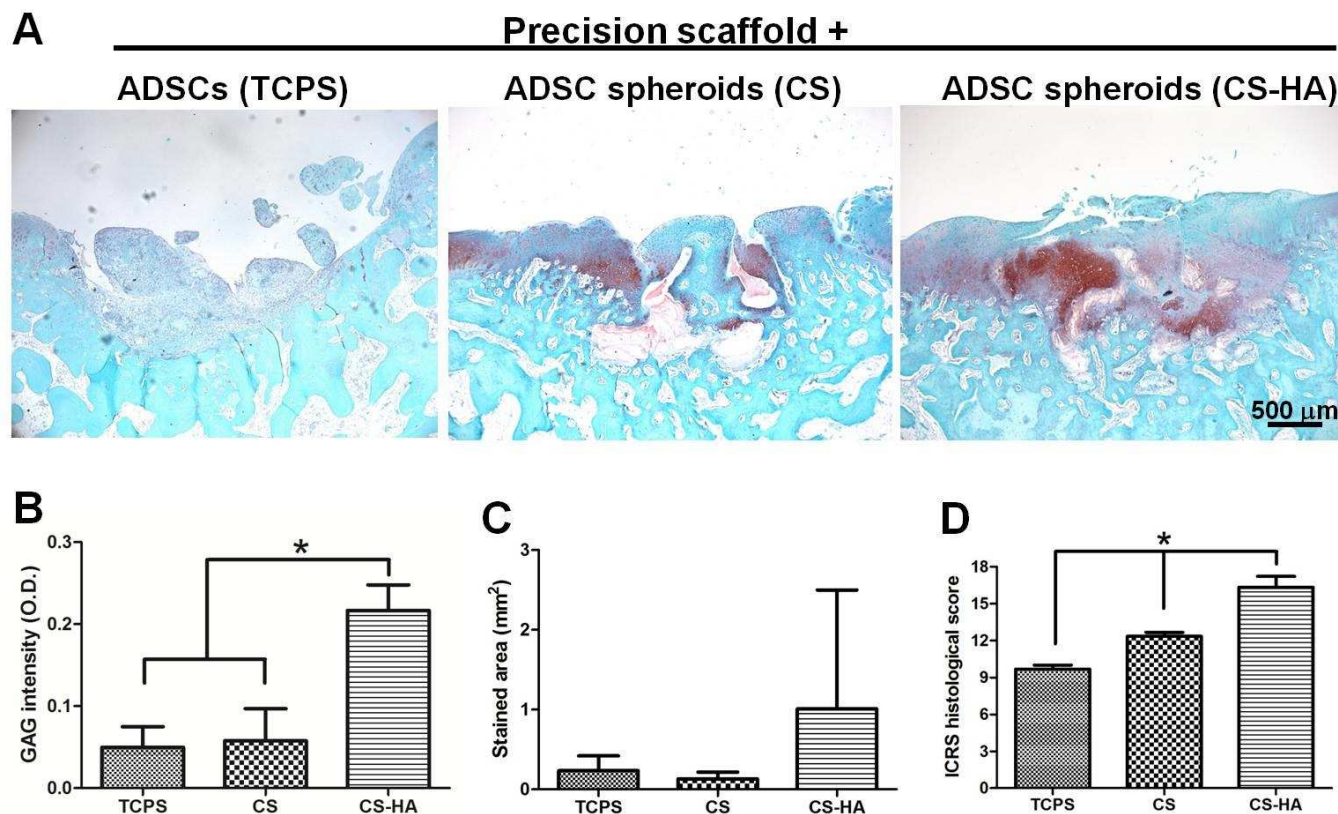 A
Precision scaffold +
ADSCs (TCPS)
ADSC spheroids (CS)
ADSC spheroids (CS-HA)
500 μm
B
GAG intensity (O.D.)
0.3
0.2
0.1
0.0
*
TCPS CS CS-HA
C
Stained area (mm²)
3
2
1
0
TCPS CS CS-HA
D
ICRS histological score
18
15
12
9
6
3
0
*
TCPS CS CS-HA